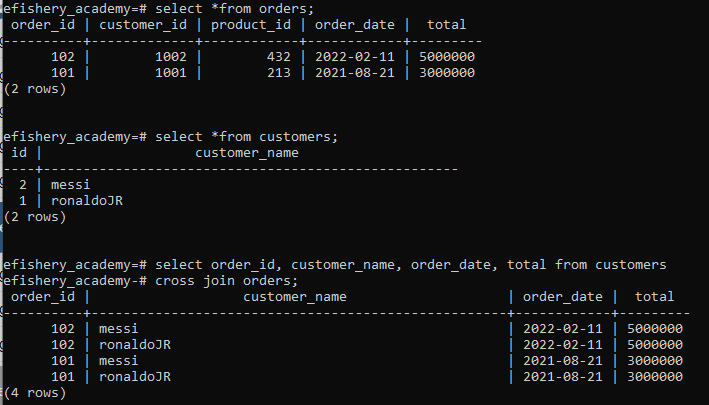 efishery_academy=# select *from orders;
 order_id | customer_id | product_id | order_date |  total
----------+-------------+------------+------------+---------
      102 |        1002 |        432 | 2022-02-11 | 5000000
      101 |        1001 |        213 | 2021-08-21 | 3000000
(2 rows)
efishery_academy=# select *from customers;
 id |                   customer_name
----+----------------------------------------------------
  2 | messi
  1 | ronaldoJR
(2 rows)
efishery_academy=# select order_id, customer_name, order_date, total from customers
efishery_academy-# cross join orders;
 order_id |                   customer_name                    | order_date |  total
----------+----------------------------------------------------+------------+---------
      102 | messi                                              | 2022-02-11 | 5000000
      102 | ronaldoJR                                          | 2022-02-11 | 5000000
      101 | messi                                              | 2021-08-21 | 3000000
      101 | ronaldoJR                                          | 2021-08-21 | 3000000
(4 rows)